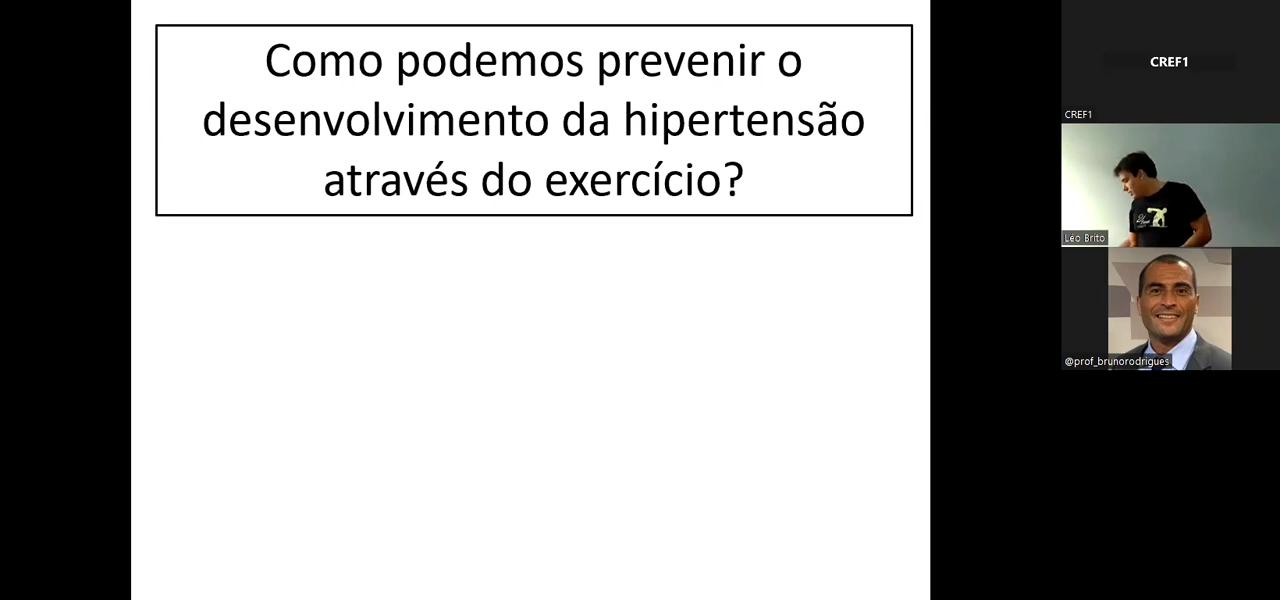 Como podemos prevenir o
desenvolvimento da hipertensão
através do exercício?
CREF1
CREF1
Léo Brito
@prof_brunorodrigues